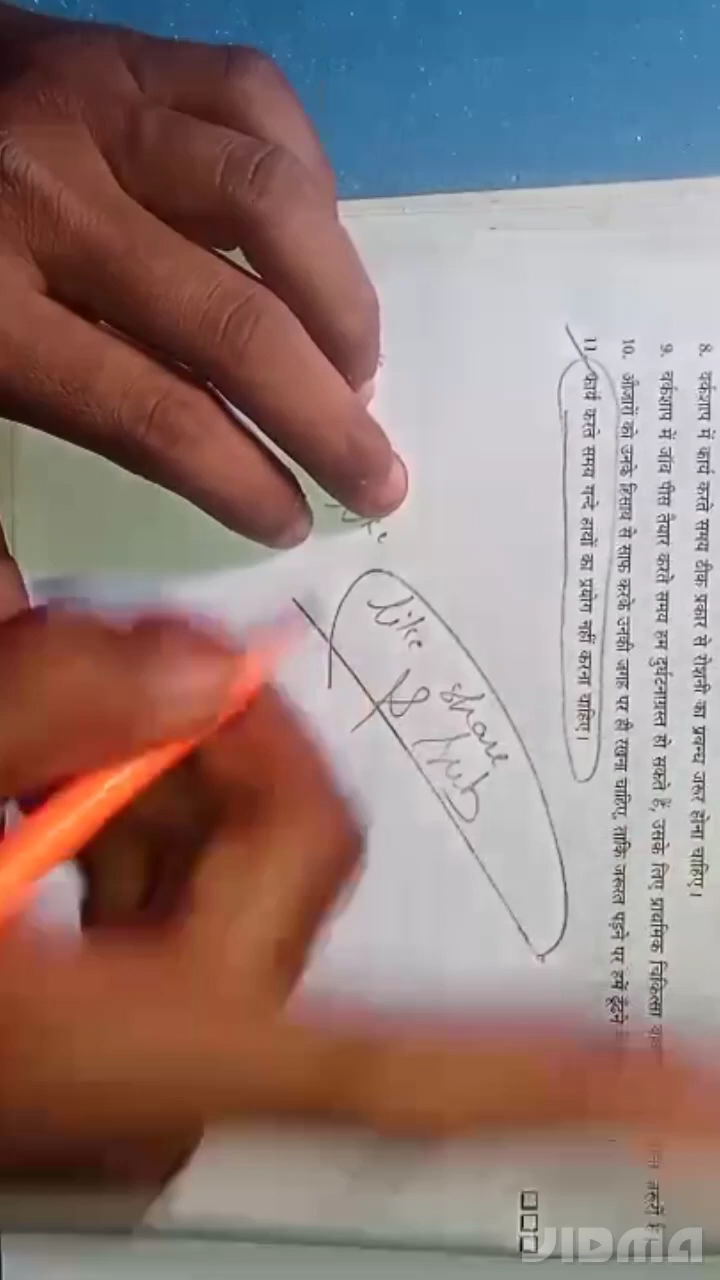 8. वर्कशाप में कार्य करते समय ठीक प्रकार से रोशनी का प्रबन्ध जरूर होना चाहिए।
9. वर्कशाप में जॉब पीस तैयार करते समय हम दुर्घटनाग्रस्त हो सकते हैं, उसके लिए प्राथमिक चिकित्सा जरूरी है।
10. औजारों को उनके हिसाब से साफ करके उनकी जगह पर ही रखना चाहिए, ताकि जरूरत पड़ने पर हमें ढूँढने
11. कार्य करते समय गन्दे हाथों का प्रयोग नहीं करना चाहिए।
like share
& sub
VIDMA